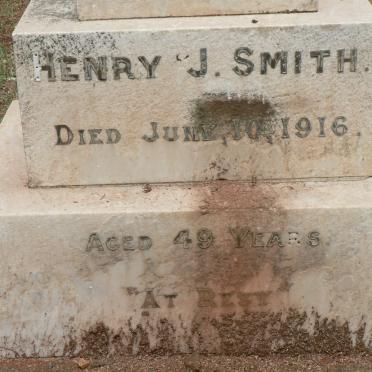 HENRY J. SMITH.
DIED JUNE 10, 1916.
AGED 49 YEARS.
"AT REST"